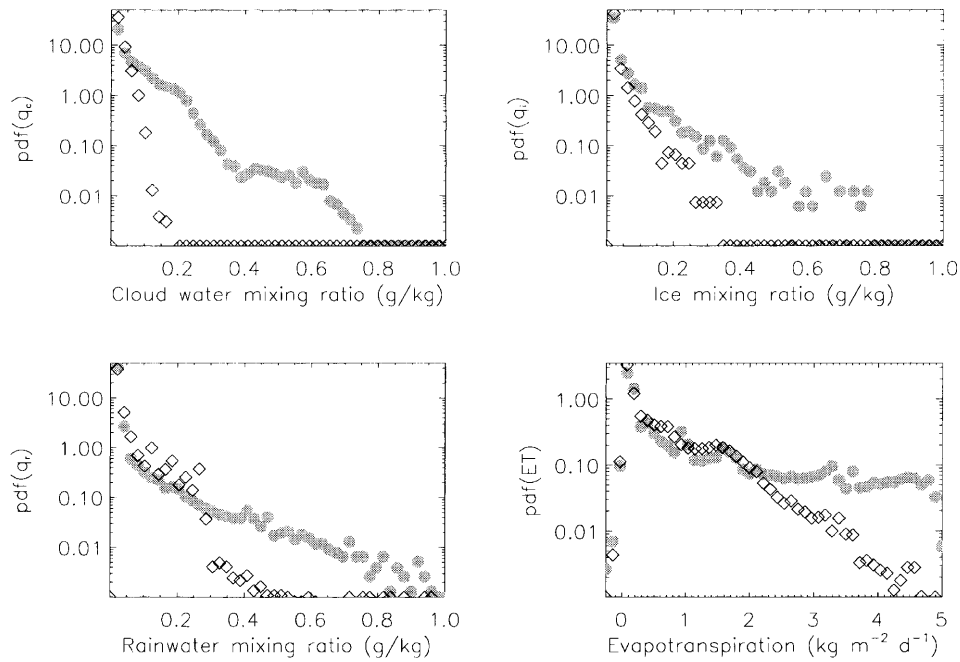 10.00
1.00
0.10
0.01
pdf(q_c)
0.2 0.4 0.6 0.8 1.0
Cloud water mixing ratio (g/kg)
10.00
1.00
0.10
0.01
pdf(q_i)
0.2 0.4 0.6 0.8 1.0
Ice mixing ratio (g/kg)
10.00
1.00
0.10
0.01
pdf(q_r)
0.2 0.4 0.6 0.8 1.0
Rainwater mixing ratio (g/kg)
1.00
0.10
0.01
pdf(ET)
0 1 2 3 4 5
Evapotranspiration (kg m⁻² d⁻¹)